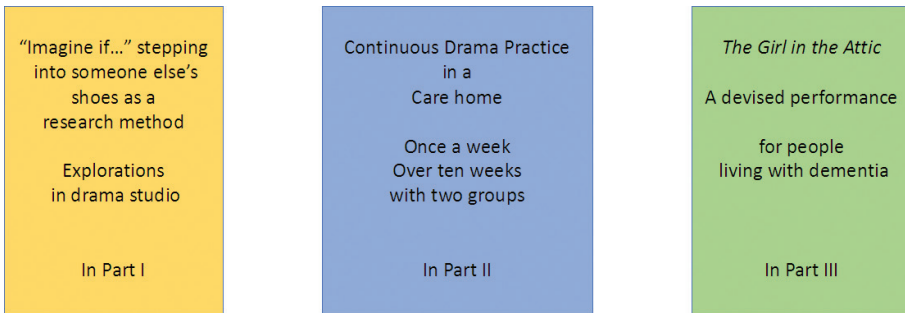 “Imagine if…” stepping
into someone else’s
shoes as a
research method
Explorations
in drama studio
In Part I
Continuous Drama Practice
in a
Care home
Once a week
Over ten weeks
with two groups
In Part II
The Girl in the Attic
A devised performance
for people
living with dementia
In Part III